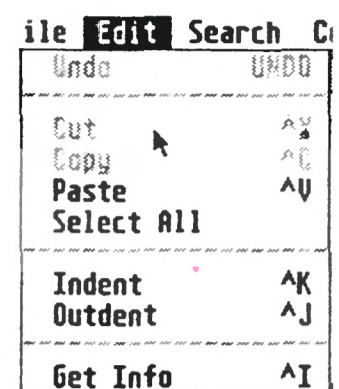 ile Edit Search
Undo UNDO
Cut ^X
Copy ^C
Paste ^V
Select All
Indent ^K
Outdent ^J
Get Info ^I